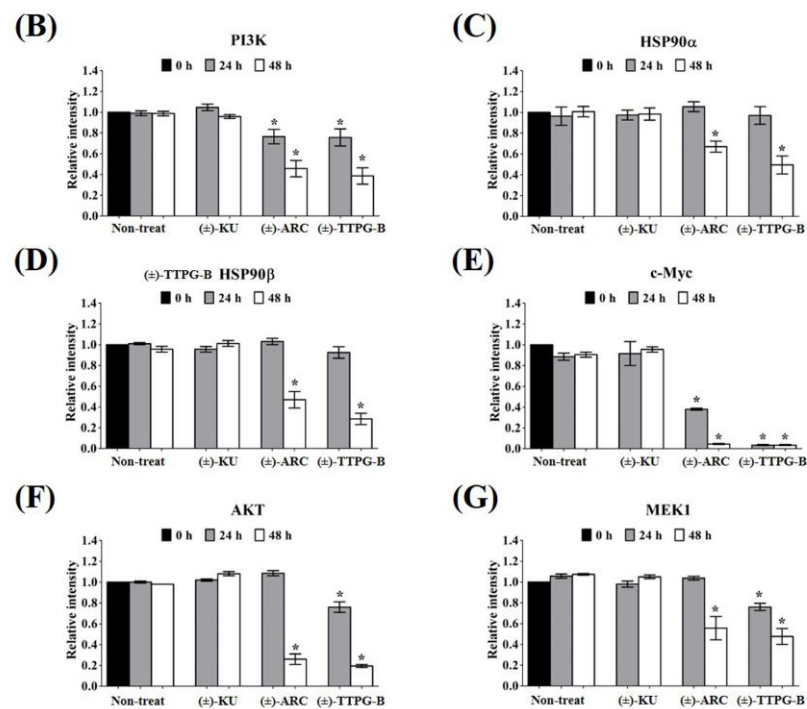 (B)
PI3K
0 h 24 h 48 h
Relative intensity
1.4
1.2
1.0
0.8
0.6
0.4
0.2
0.0
* * * *
Non-treat (±)-KU (±)-ARC (±)-TTPG-B
(C)
HSP90α
0 h 24 h 48 h
Relative intensity
1.4
1.2
1.0
0.8
0.6
0.4
0.2
0.0
* *
Non-treat (±)-KU (±)-ARC (±)-TTPG-B
(D)
(±)-TTPG-B HSP90β
0 h 24 h 48 h
Relative intensity
1.4
1.2
1.0
0.8
0.6
0.4
0.2
0.0
* *
Non-treat (±)-KU (±)-ARC (±)-TTPG-B
(E)
c-Myc
0 h 24 h 48 h
Relative intensity
1.4
1.2
1.0
0.8
0.6
0.4
0.2
0.0
* * * *
Non-treat (±)-KU (±)-ARC (±)-TTPG-B
(F)
AKT
0 h 24 h 48 h
Relative intensity
1.4
1.2
1.0
0.8
0.6
0.4
0.2
0.0
* * *
Non-treat (±)-KU (±)-ARC (±)-TTPG-B
(G)
MEK1
0 h 24 h 48 h
Relative intensity
1.4
1.2
1.0
0.8
0.6
0.4
0.2
0.0
* * *
Non-treat (±)-KU (±)-ARC (±)-TTPG-B